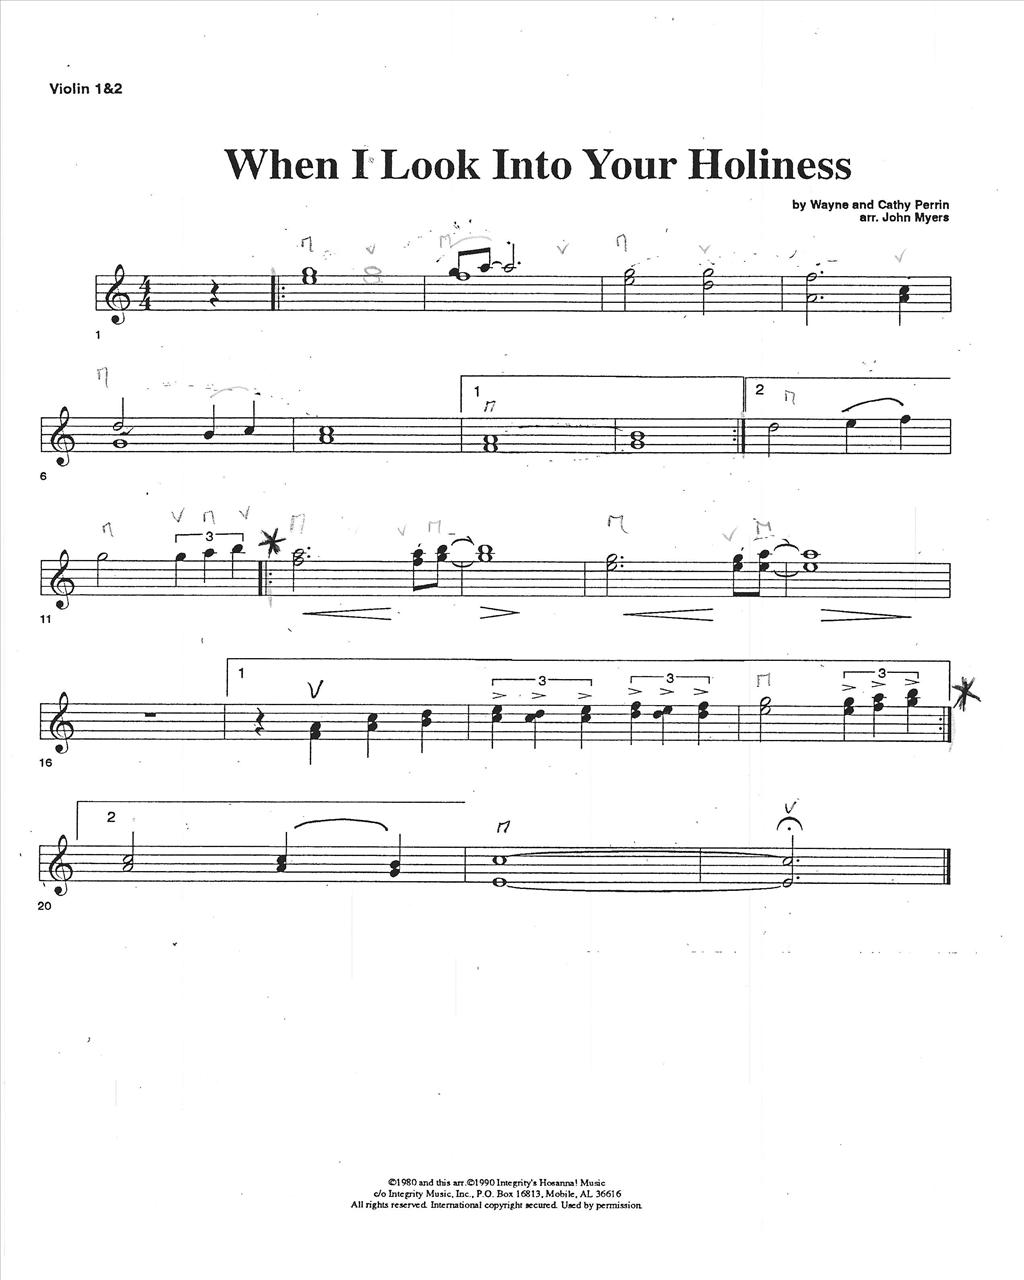 Violin 1&2
When I Look Into Your Holiness
by Wayne and Cathy Perrin
arr. John Myers
1
1
2
6
3
11
1
3
3
3
16
2
20
©1980 and this arr.©1990 Integrity's Hosanna! Music
c/o Integrity Music, Inc., P.O. Box 16813, Mobile, AL 36616
All rights reserved. International copyright secured. Used by permission.